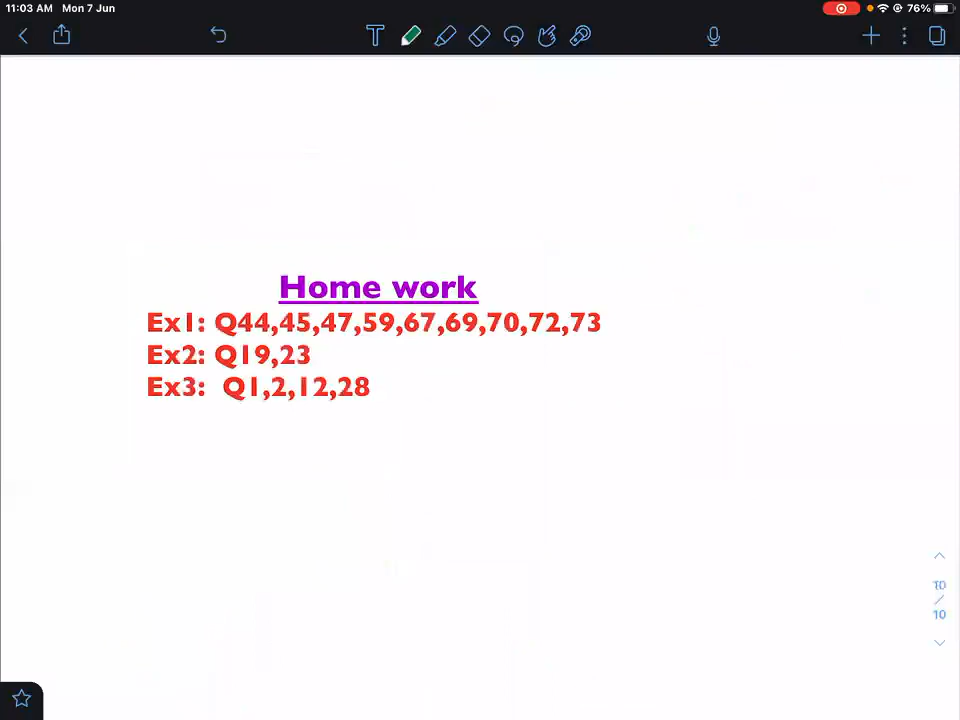 11:03 AM Mon 7 Jun
76%
Home work
Ex1: Q44,45,47,59,67,69,70,72,73
Ex2: Q19,23
Ex3: Q1,2,12,28
10
/
10